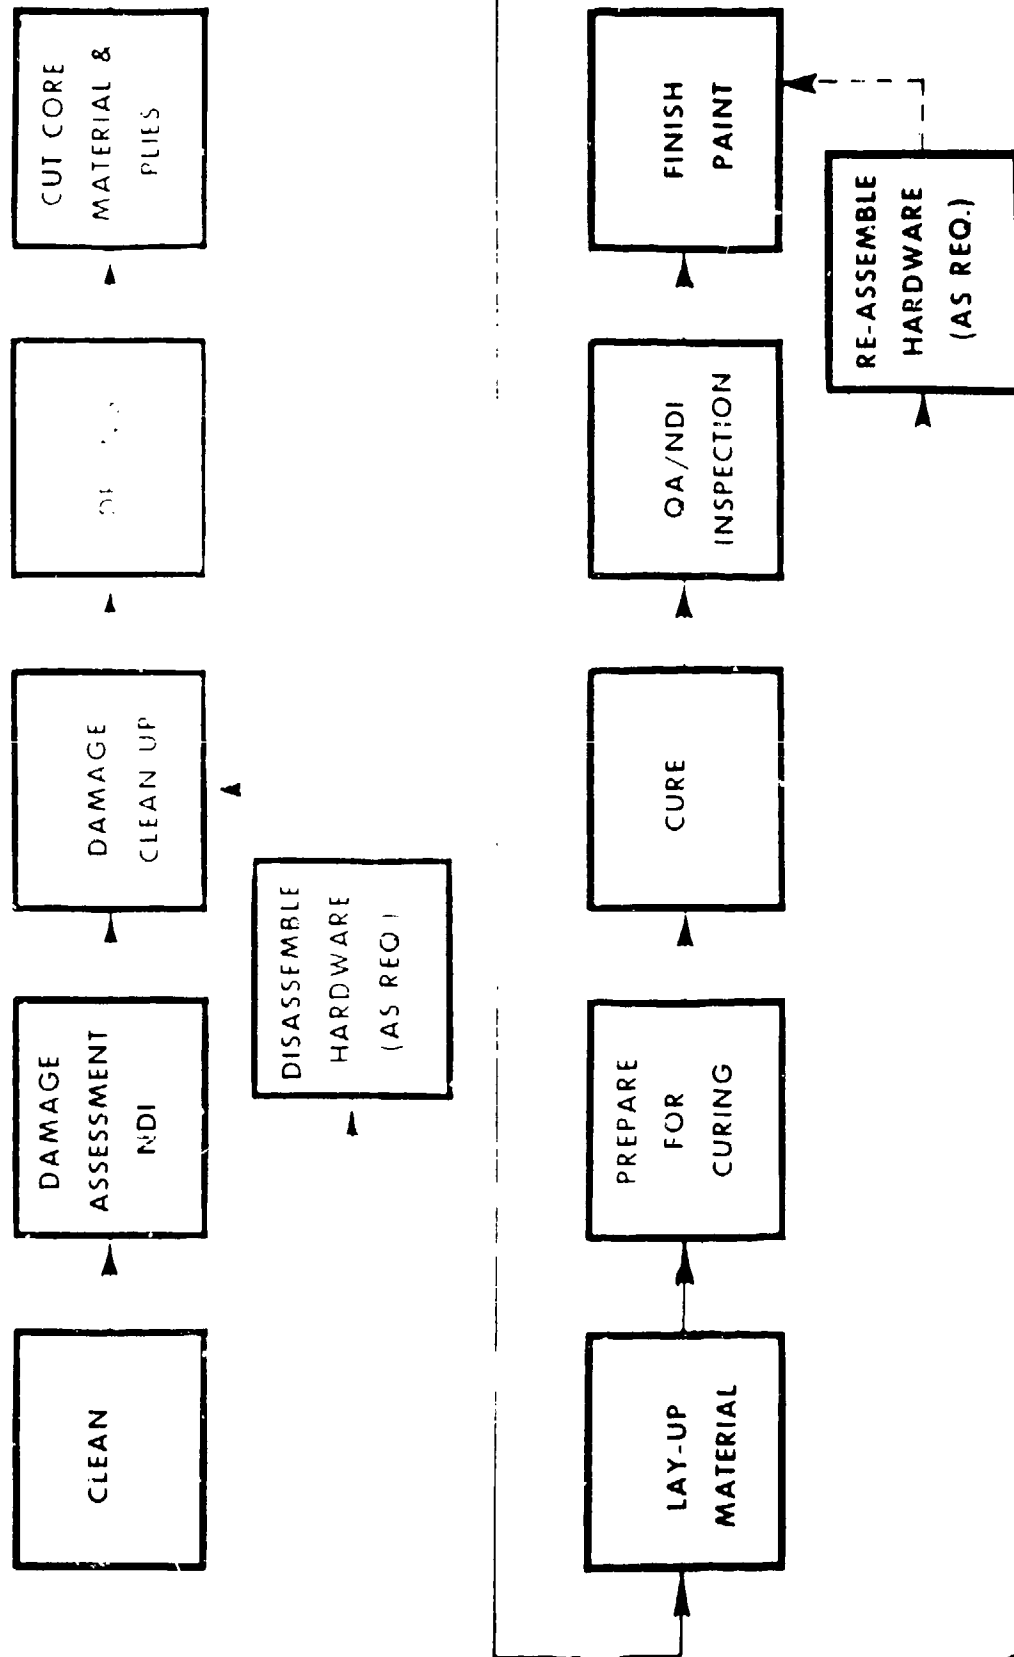 CLEAN
DAMAGE
ASSESSMENT
NDI
DAMAGE
CLEAN UP
CUT CORE
MATERIAL &
PLIES
DISASSEMBLE
HARDWARE
(AS REQ)
LAY-UP
MATERIAL
PREPARE
FOR
CURING
CURE
QA/NDI
INSPECTION
FINISH
PAINT
RE-ASSEMBLE
HARDWARE
(AS REQ.)